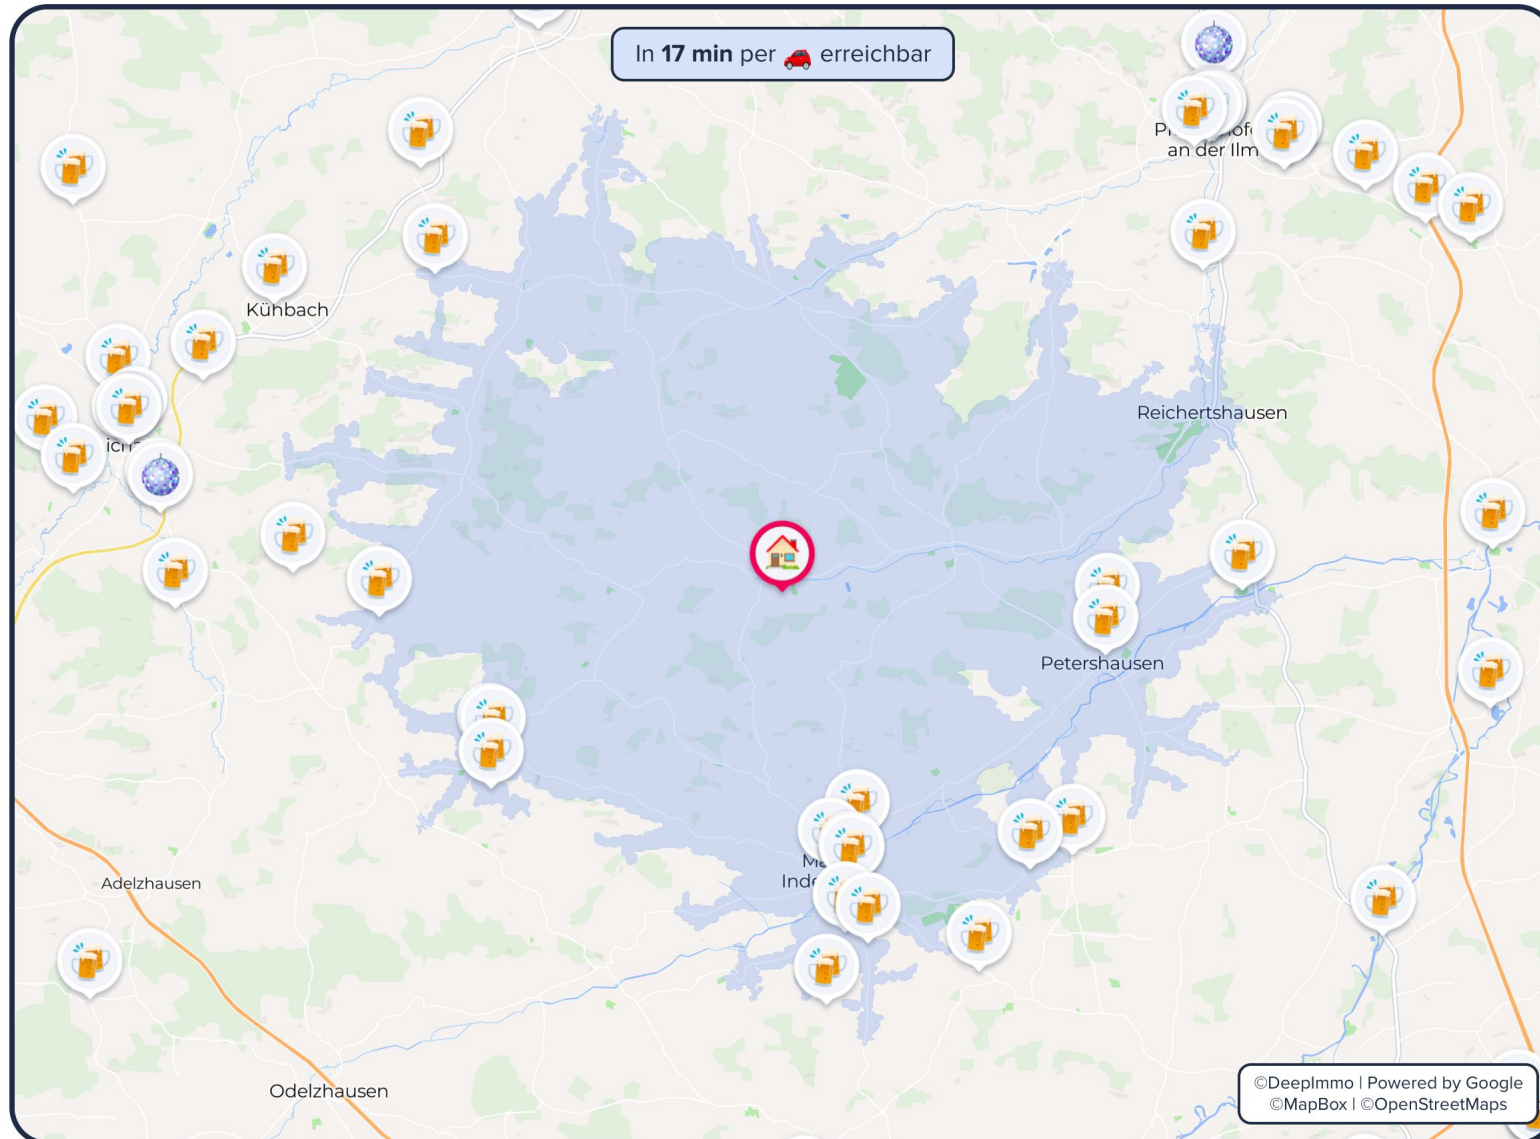 In 17 min per erreichbar
an der Ilm
Kühbach
Reichertshausen
Petershausen
Adelzhausen
Odelzhausen
©DeepImmo | Powered by Google
©MapBox | ©OpenStreetMaps